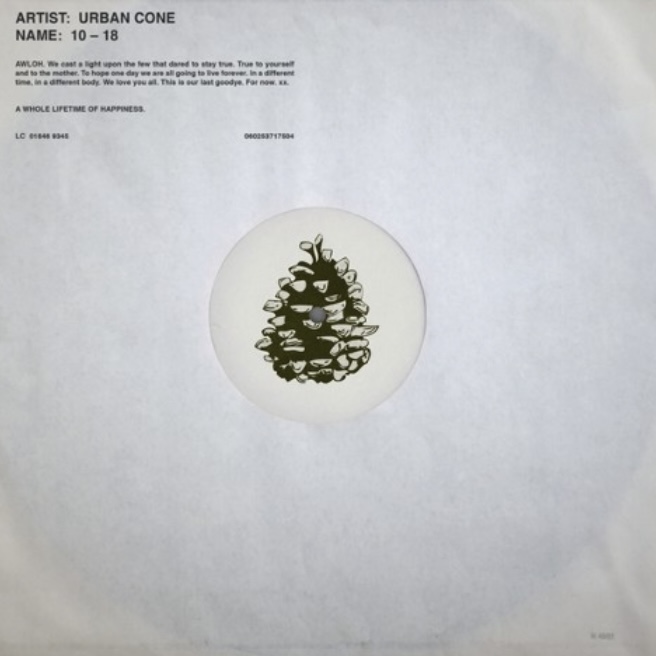 ARTIST: URBAN CONE
NAME: 10 – 18
AWLOH. We cast a light upon the few that dared to stay true. True to yourself
and to the mother. To hope one day we are all going to live forever. In a different
time, in a different body. We love you all. This is our last goodye. For now. xx.
A WHOLE LIFETIME OF HAPPINESS.
LC 01846 9345
060253717504